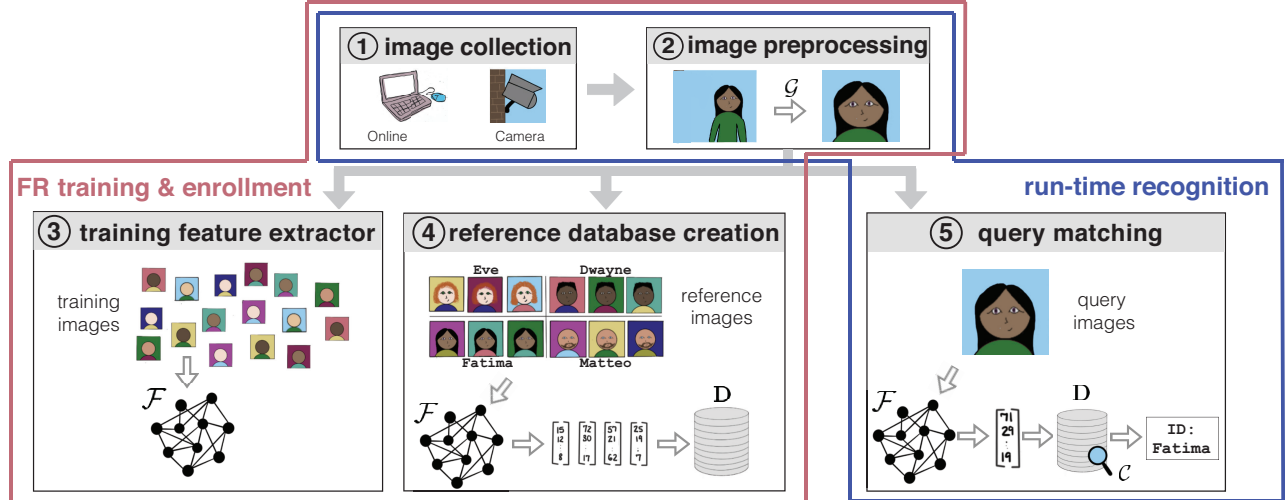 ① image collection
Online
Camera
② image preprocessing
𝒢
FR training & enrollment
run-time recognition
③ training feature extractor
training
images
ℱ
④ reference database creation
Eve
Dwayne
Fatima
Matteo
reference
images
ℱ
15 72 57 25
12 30 21 19
: : : :
8 17 62 7
D
⑤ query matching
query
images
ℱ
71
29
:
19
D
𝒞
ID:
Fatima